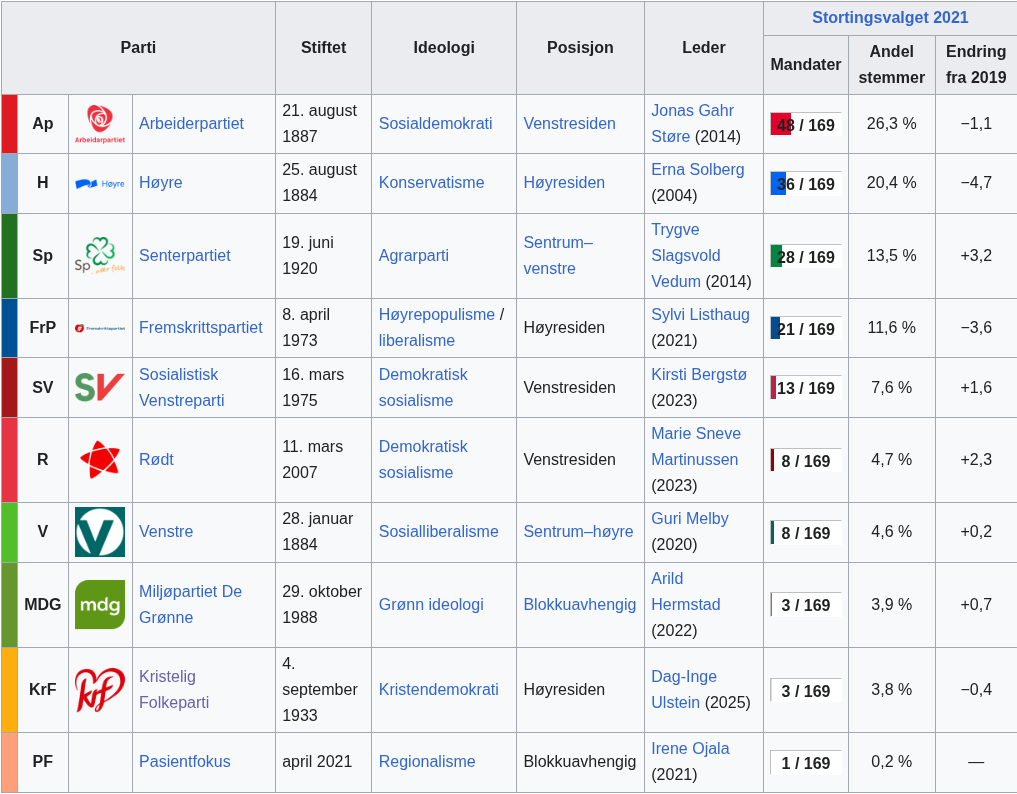 Parti
Stiftet
Ideologi
Posisjon
Leder
Stortingsvalget 2021
Mandater
Andel
stemmer
Endring
fra 2019
Ap
Arbeiderpartiet
Arbeiderpartiet
21. august
1887
Sosialdemokrati
Venstresiden
Jonas Gahr
Støre (2014)
48 / 169
26,3 %
−1,1
H
Høyre
Høyre
25. august
1884
Konservatisme
Høyresiden
Erna Solberg
(2004)
36 / 169
20,4 %
−4,7
Sp
Sp
nær folk
Senterpartiet
19. juni
1920
Agrarparti
Sentrum–
venstre
Trygve
Slagsvold
Vedum (2014)
28 / 169
13,5 %
+3,2
FrP
Fremskrittspartiet
Fremskrittspartiet
8. april
1973
Høyrepopulisme /
liberalisme
Høyresiden
Sylvi Listhaug
(2021)
21 / 169
11,6 %
−3,6
SV
SV
Sosialistisk
Venstreparti
16. mars
1975
Demokratisk
sosialisme
Venstresiden
Kirsti Bergstø
(2023)
13 / 169
7,6 %
+1,6
R
Rødt
11. mars
2007
Demokratisk
sosialisme
Venstresiden
Marie Sneve
Martinussen
(2023)
8 / 169
4,7 %
+2,3
V
V
Venstre
28. januar
1884
Sosialliberalisme
Sentrum–høyre
Guri Melby
(2020)
8 / 169
4,6 %
+0,2
MDG
mdg
Miljøpartiet De
Grønne
29. oktober
1988
Grønn ideologi
Blokkuavhengig
Arild
Hermstad
(2022)
3 / 169
3,9 %
+0,7
KrF
krf
Kristelig
Folkeparti
4.
september
1933
Kristendemokrati
Høyresiden
Dag-Inge
Ulstein (2025)
3 / 169
3,8 %
−0,4
PF
Pasientfokus
april 2021
Regionalisme
Blokkuavhengig
Irene Ojala
(2021)
1 / 169
0,2 %
—